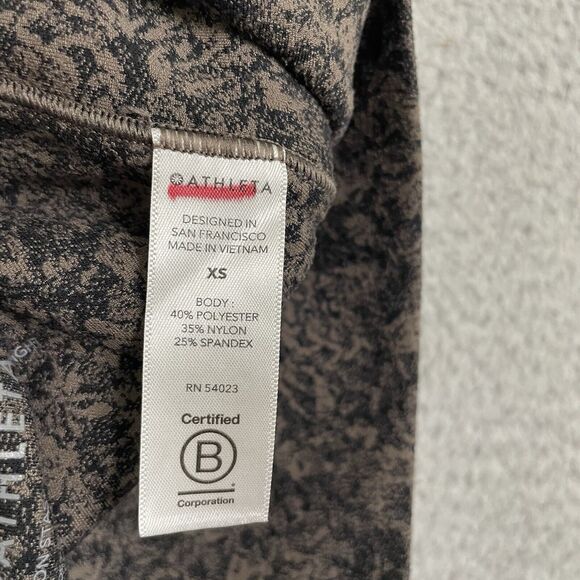 ATHLETA
DESIGNED IN
SAN FRANCISCO
MADE IN VIETNAM
XS
BODY :
40% POLYESTER
35% NYLON
25% SPANDEX
RN 54023
Certified
B
Corporation
ATHLETA